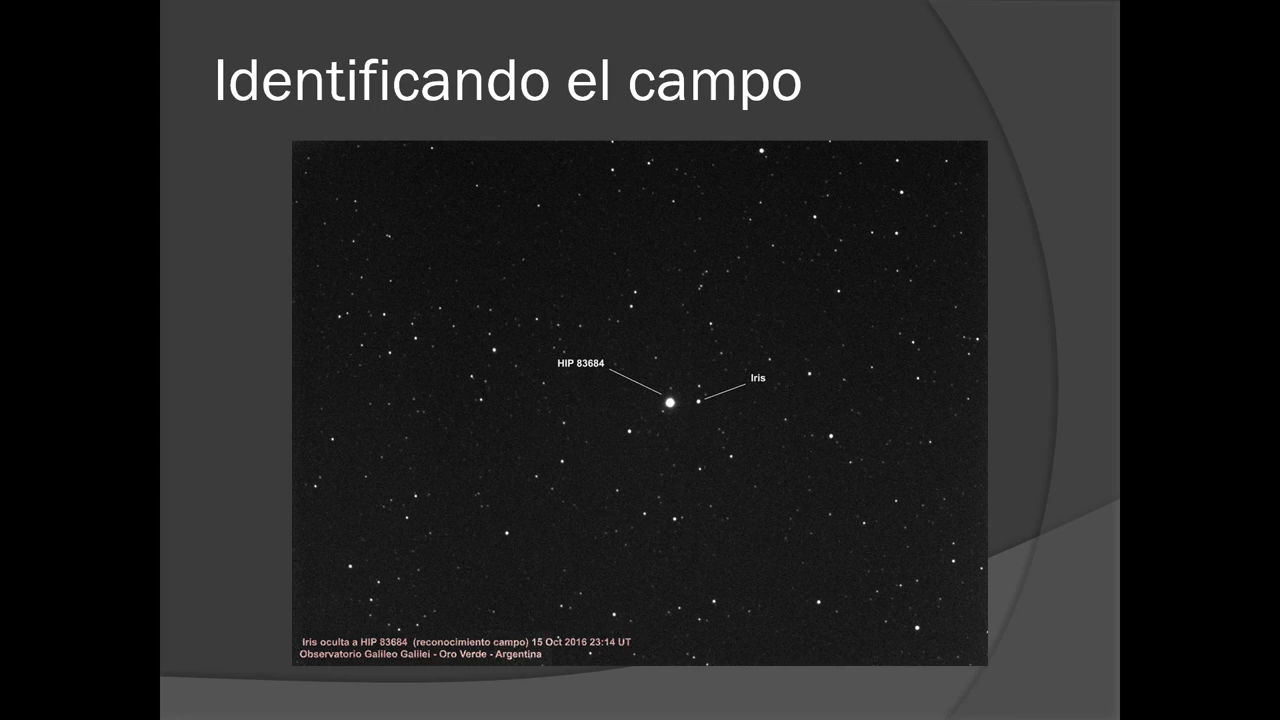 Identificando el campo
HIP 83684
Iris
Iris oculta a HIP 83684 (reconocimiento campo) 15 Oct 2016 23:14 UT
Observatorio Galileo Galilei - Oro Verde - Argentina